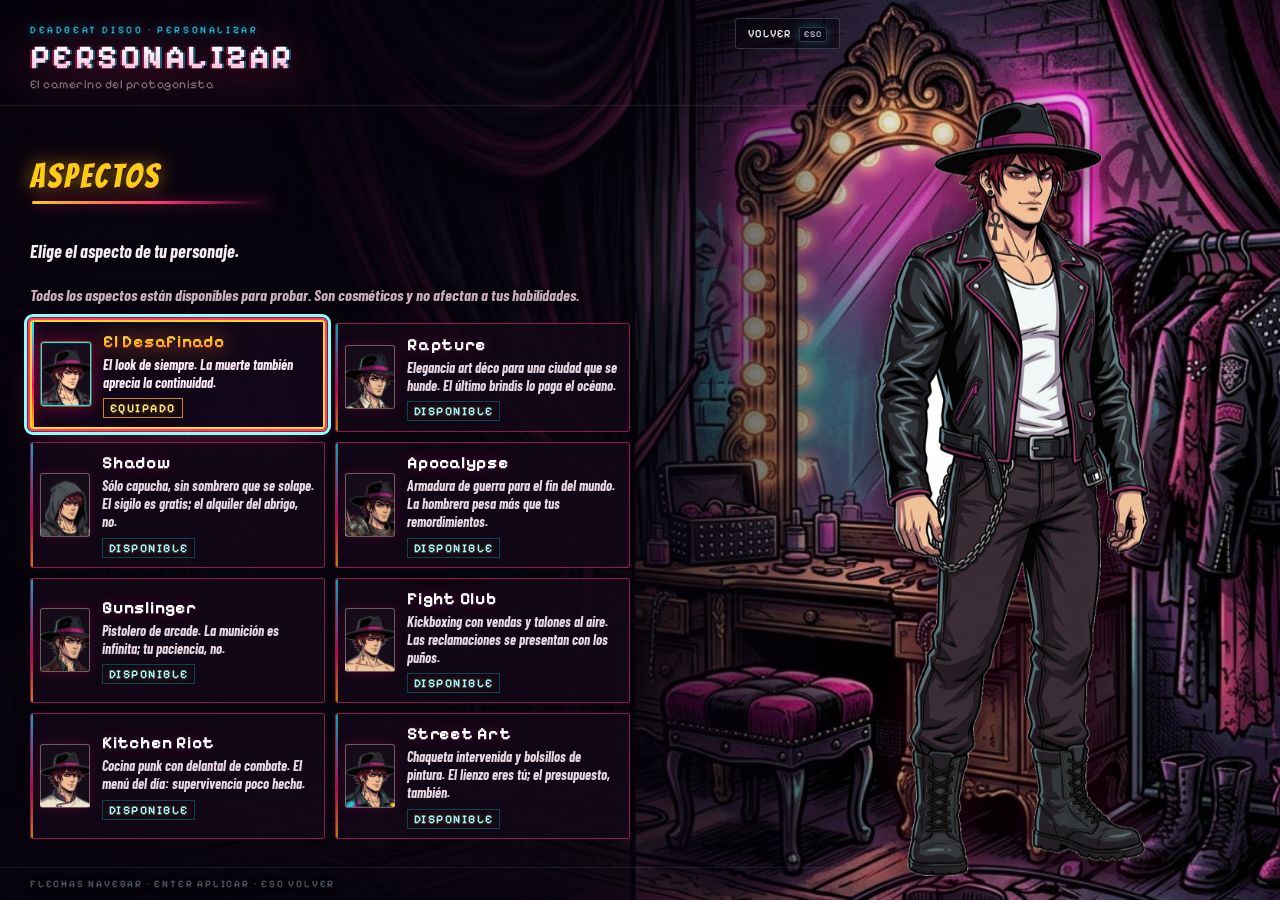 DEADBEAT DISCO · PERSONALIZAR
PERSONALIZAR
El camerino del protagonista
VOLVER ESC
ASPECTOS
Elige el aspecto de tu personaje.
Todos los aspectos están disponibles para probar. Son cosméticos y no afectan a tus habilidades.
El Desafinado
El look de siempre. La muerte también
aprecia la continuidad.
EQUIPADO
Rapture
Elegancia art déco para una ciudad que se
hunde. El último brindis lo paga el océano.
DISPONIBLE
Shadow
Sólo capucha, sin sombrero que se solape.
El sigilo es gratis; el alquiler del abrigo,
no.
DISPONIBLE
Apocalypse
Armadura de guerra para el fin del mundo.
La hombrera pesa más que tus
remordimientos.
DISPONIBLE
Gunslinger
Pistolero de arcade. La munición es
infinita; tu paciencia, no.
DISPONIBLE
Fight Club
Kickboxing con vendas y talones al aire.
Las reclamaciones se presentan con los
puños.
DISPONIBLE
Kitchen Riot
Cocina punk con delantal de combate. El
menú del día: supervivencia poco hecha.
DISPONIBLE
Street Art
Chaqueta intervenida y bolsillos de
pintura. El lienzo eres tú; el presupuesto,
también.
DISPONIBLE
FLECHAS NAVEGAR · ENTER APLICAR · ESC VOLVER